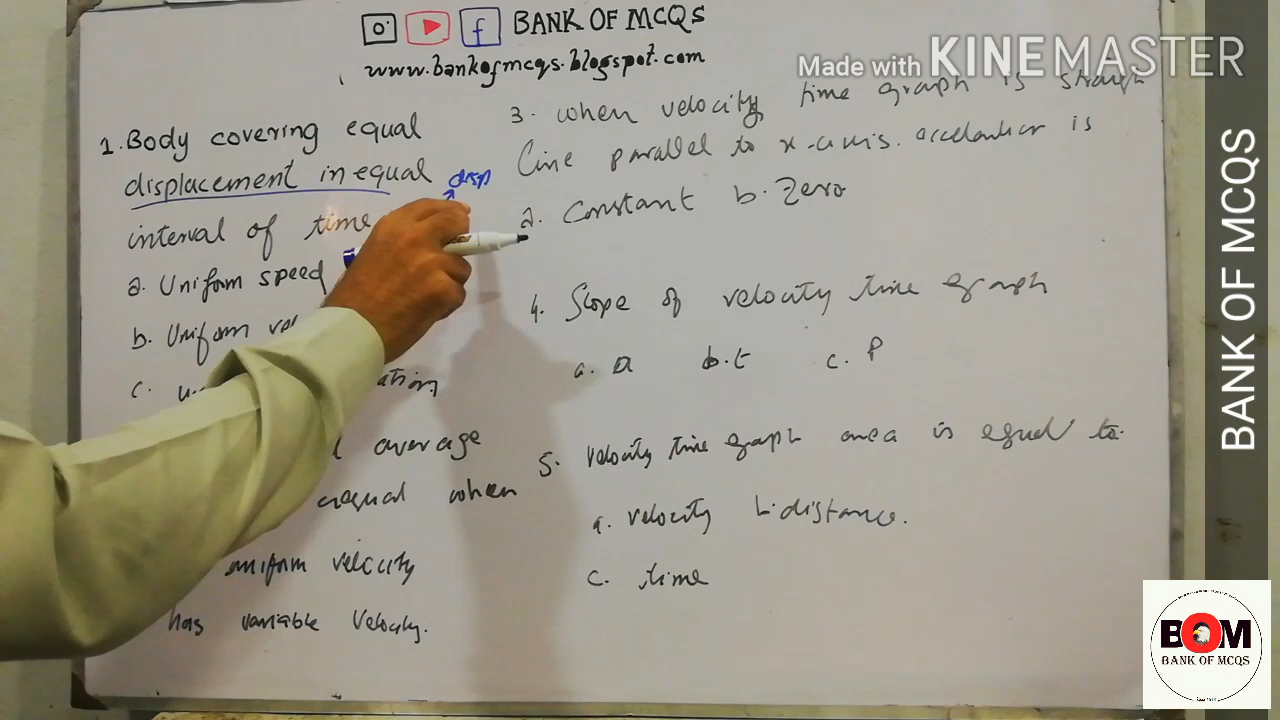 BANK OF MCQS
www.bankofmcqs.blogspot.com
Made with KINEMASTER
1. Body covering equal
displacement in equal
disp
interval of time
a. Uniform speed
b. Uniform
c.
average
when
uniform velocity
has variable velocity.
3. when velocity time graph is
line parallel to x-axis. is
a. Constant b. Zero
4. Slope of velocity time graph
a. a b. t c. P
5. Velocity time graph area is equal to
a. velocity b. distance.
c. time
BANK OF MCQS
BOM
BANK OF MCQS